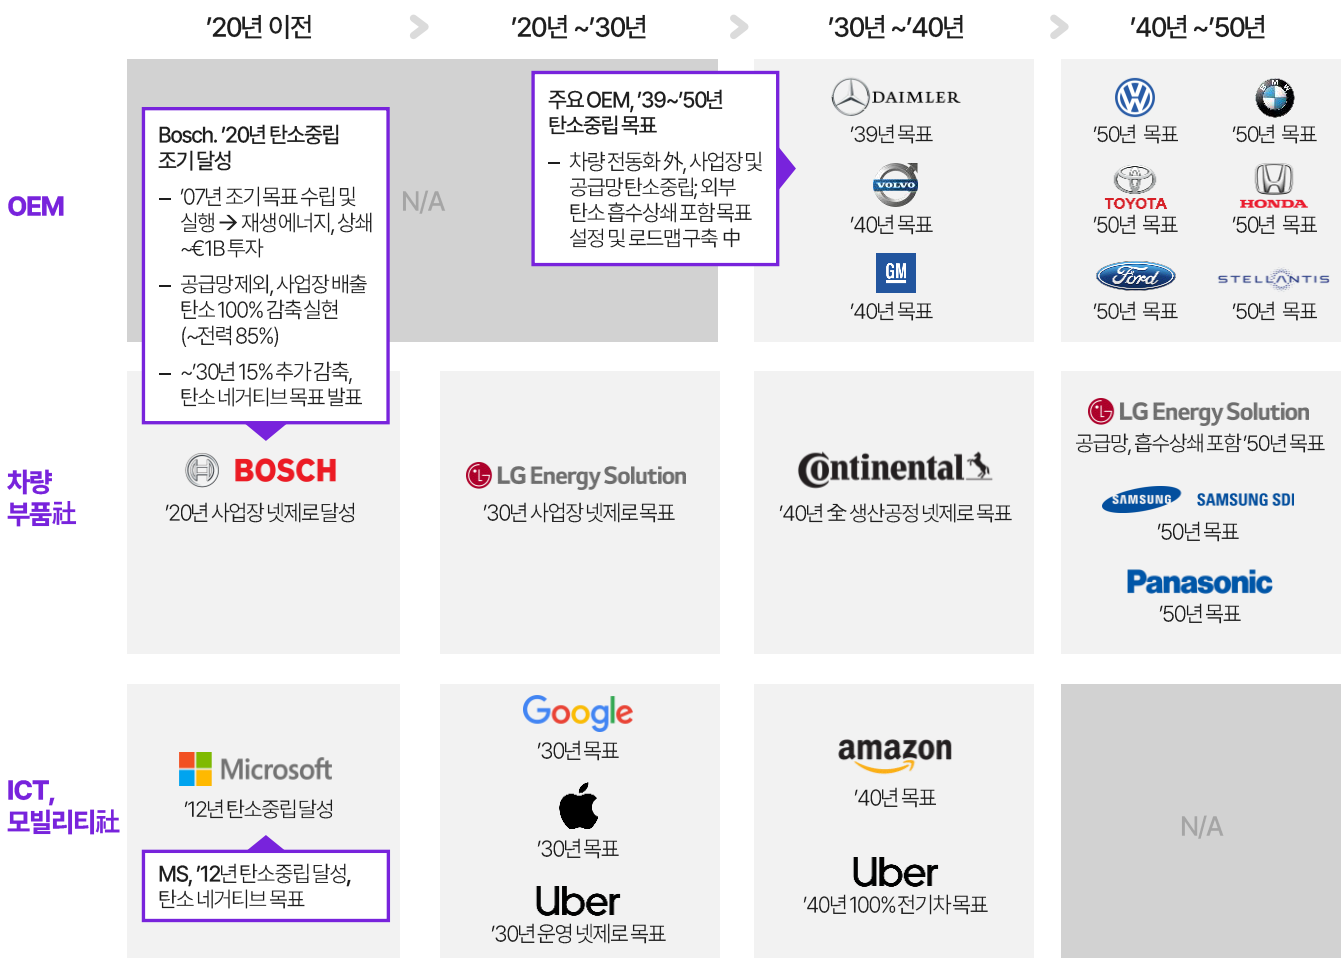 ’20년 이전
’20년 ~’30년
’30년 ~’40년
’40년 ~’50년
OEM
Bosch. ’20년 탄소중립
조기 달성
– ’07년 조기 목표 수립 및
실행 → 재생 에너지, 상쇄
~€1B 투자
– 공급망 제외, 사업장 배출
탄소 100% 감축 실현
(~전력 85%)
– ~’30년 15% 추가 감축,
탄소 네거티브 목표 발표
N/A
주요 OEM, ’39~’50년
탄소중립 목표
– 차량 전동화 外, 사업장 및
공급망 탄소중립; 외부
탄소 흡수상쇄 포함 목표
설정 및 로드맵 구축 中
DAIMLER
’39년 목표
VOLVO
’40년 목표
GM
’40년 목표
’50년 목표
BMW
’50년 목표
TOYOTA
’50년 목표
HONDA
’50년 목표
Ford
’50년 목표
STELLANTIS
’50년 목표
차량
부품社
BOSCH
’20년 사업장 넷제로 달성
LG Energy Solution
’30년 사업장 넷제로 목표
Continental
’40년 全 생산공정 넷제로 목표
LG Energy Solution
공급망, 흡수상쇄 포함 ’50년 목표
SAMSUNG SAMSUNG SDI
’50년 목표
Panasonic
’50년 목표
ICT,
모빌리티社
Microsoft
’12년 탄소중립 달성
MS, ’12년 탄소중립 달성,
탄소 네거티브 목표
Google
’30년 목표
’30년 목표
Uber
’30년 운영 넷제로 목표
amazon
’40년 목표
Uber
’40년 100% 전기차 목표
N/A